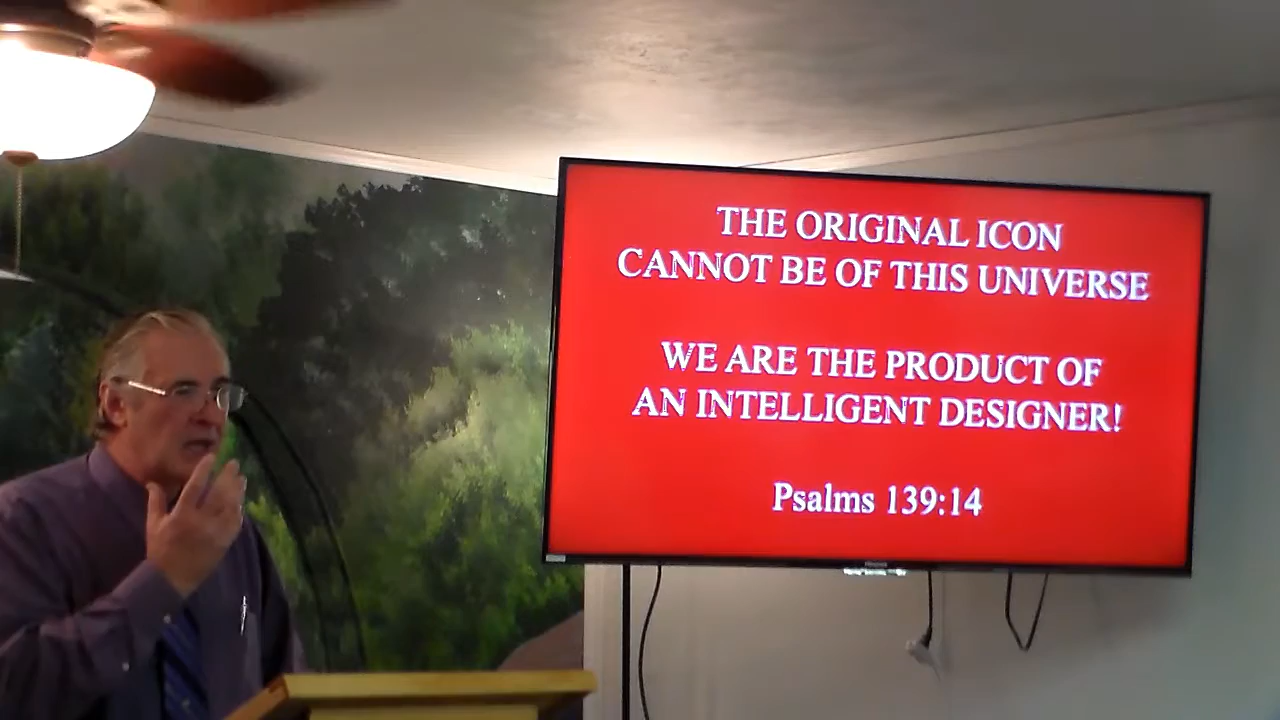 THE ORIGINAL ICON
CANNOT BE OF THIS UNIVERSE
WE ARE THE PRODUCT OF
AN INTELLIGENT DESIGNER!
Psalms 139:14